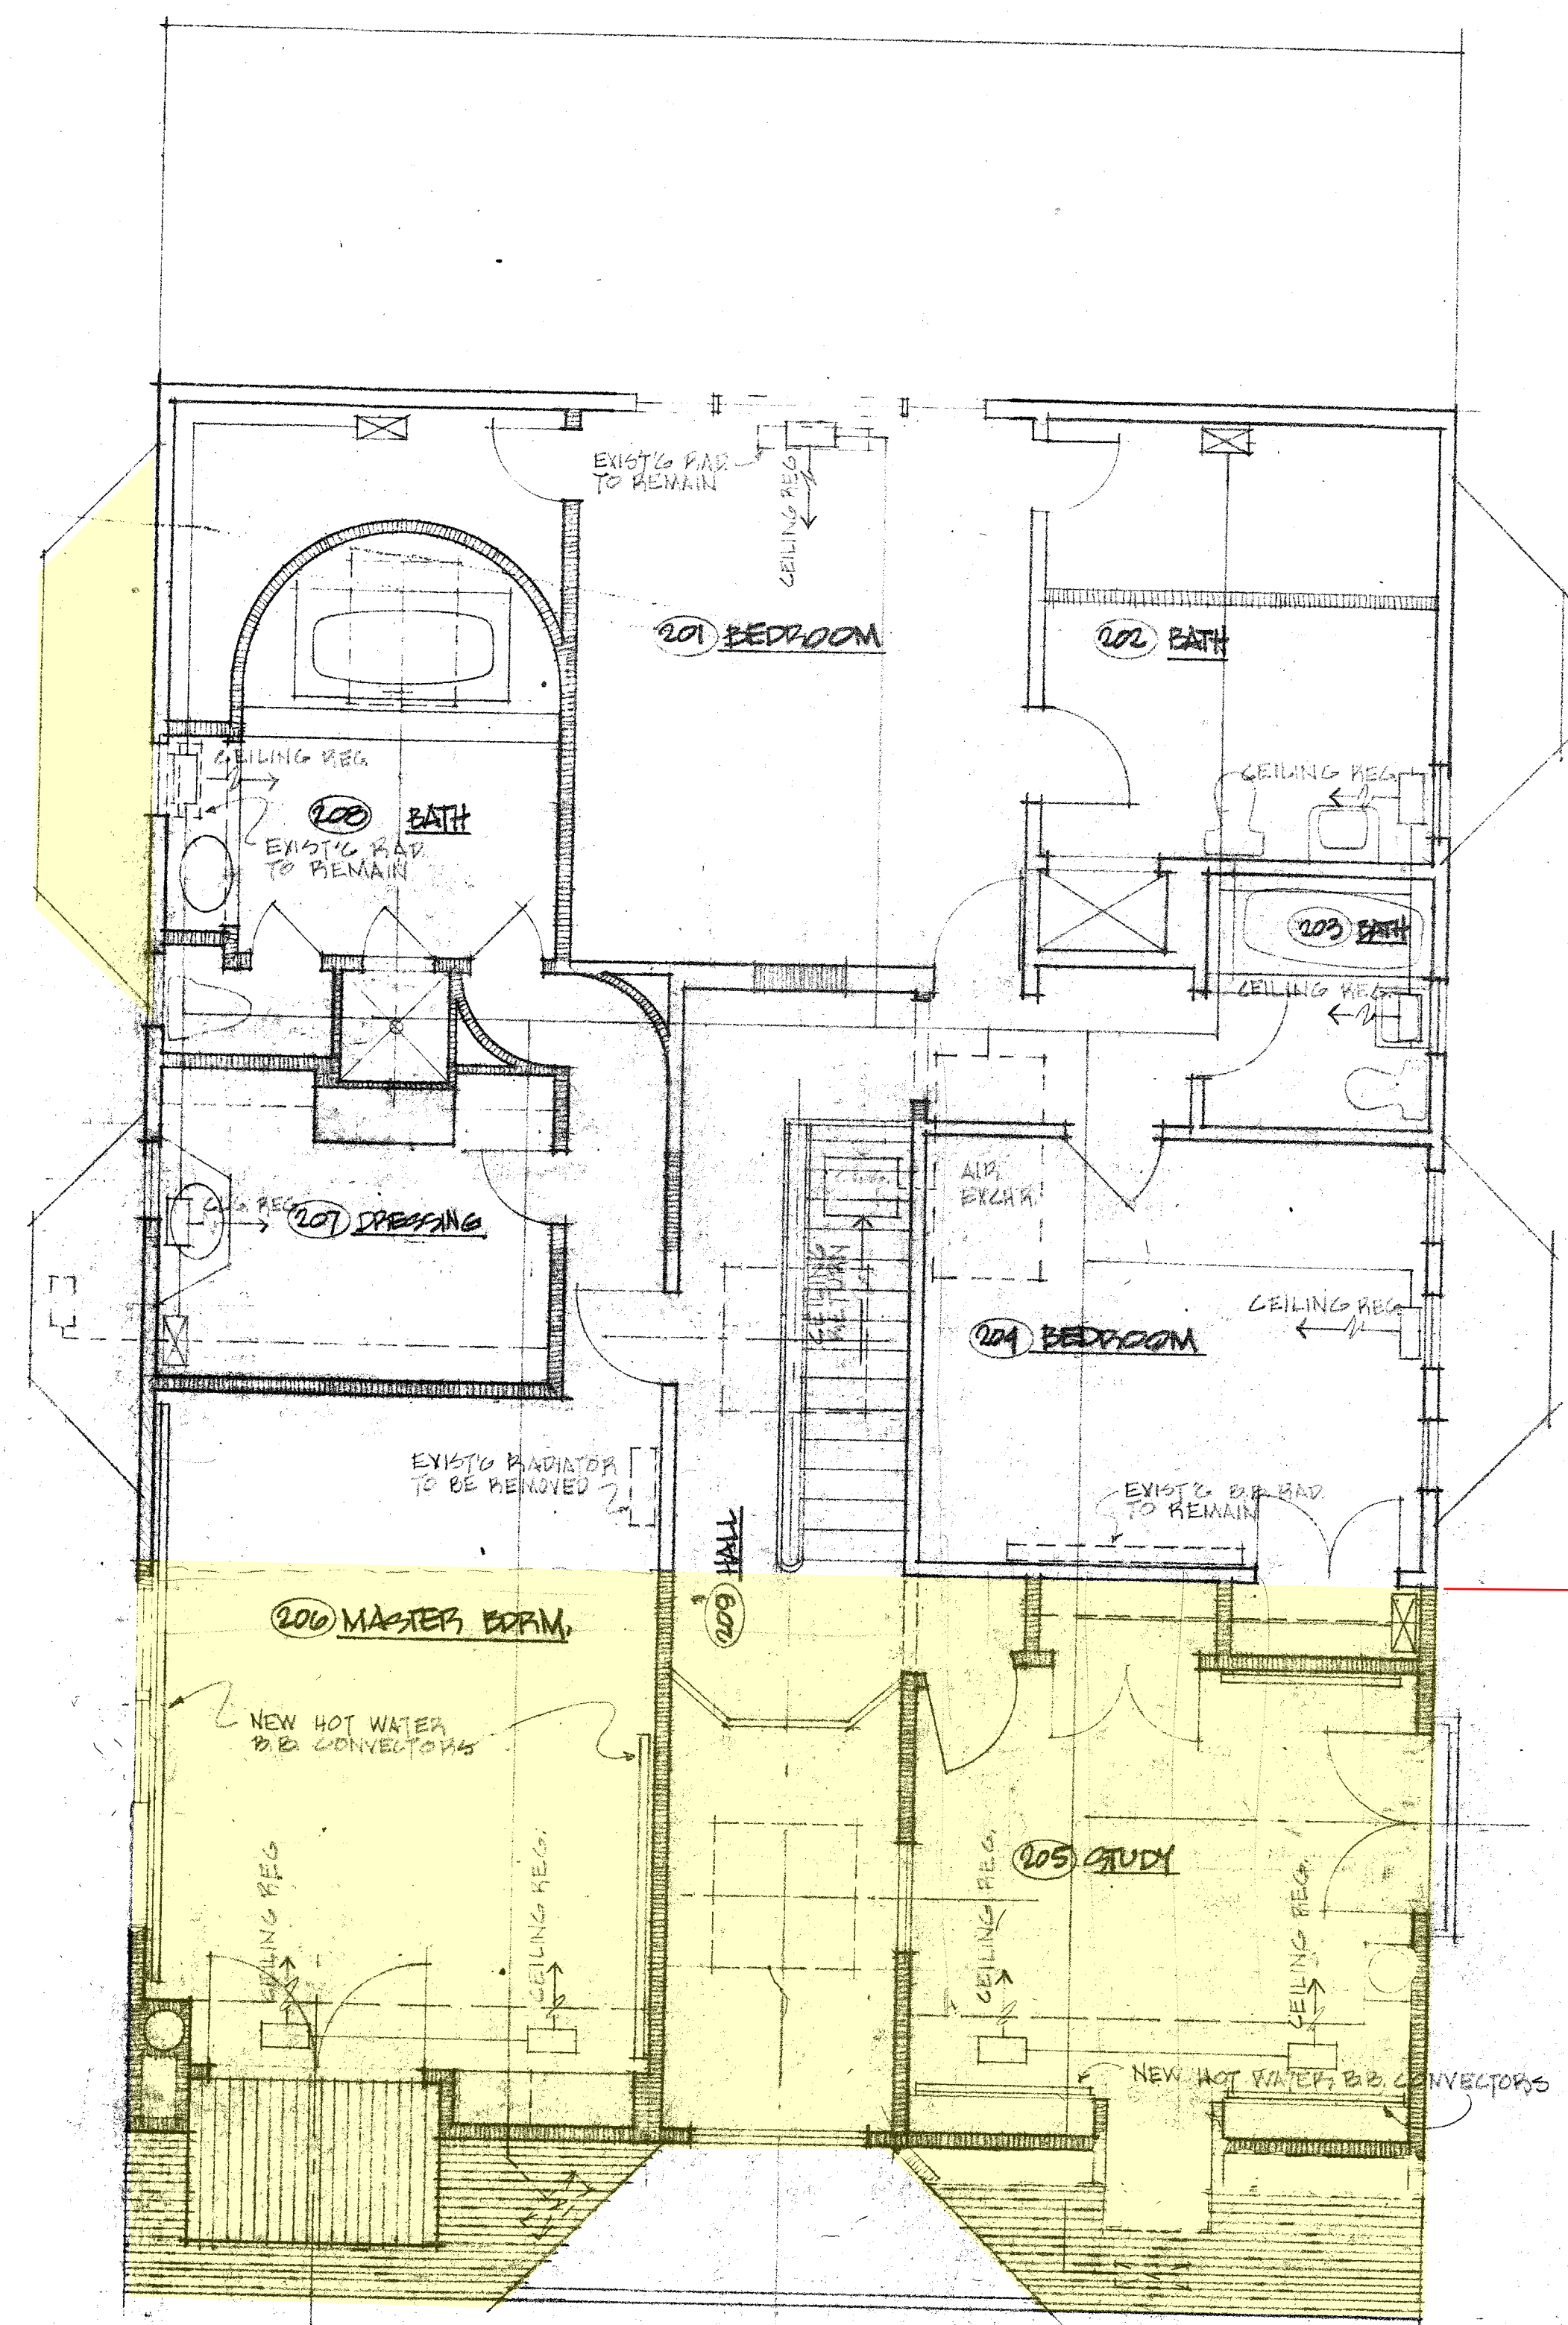 EXIST'G RAD.
TO REMAIN
CEILING REG
201 BEDROOM
202 BATH
CEILING REG.
208 BATH
EXIST'G RAD.
TO REMAIN
CEILING REG.
203 BATH
CEILING REG.
AIR
EXCHR.
CLG REG.
207 DRESSING
CEILING
RETURN
CEILING REG.
204 BEDROOM
EXIST'G RADIATOR
TO BE REMOVED
EXIST'G B.B. RAD.
TO REMAIN
209 HALL
206 MASTER BDRM.
NEW HOT WATER
B.B. CONVECTORS
CEILING REG
CEILING REG.
205 STUDY
CEILING REG.
CEILING REG.
NEW HOT WATER B.B. CONVECTORS